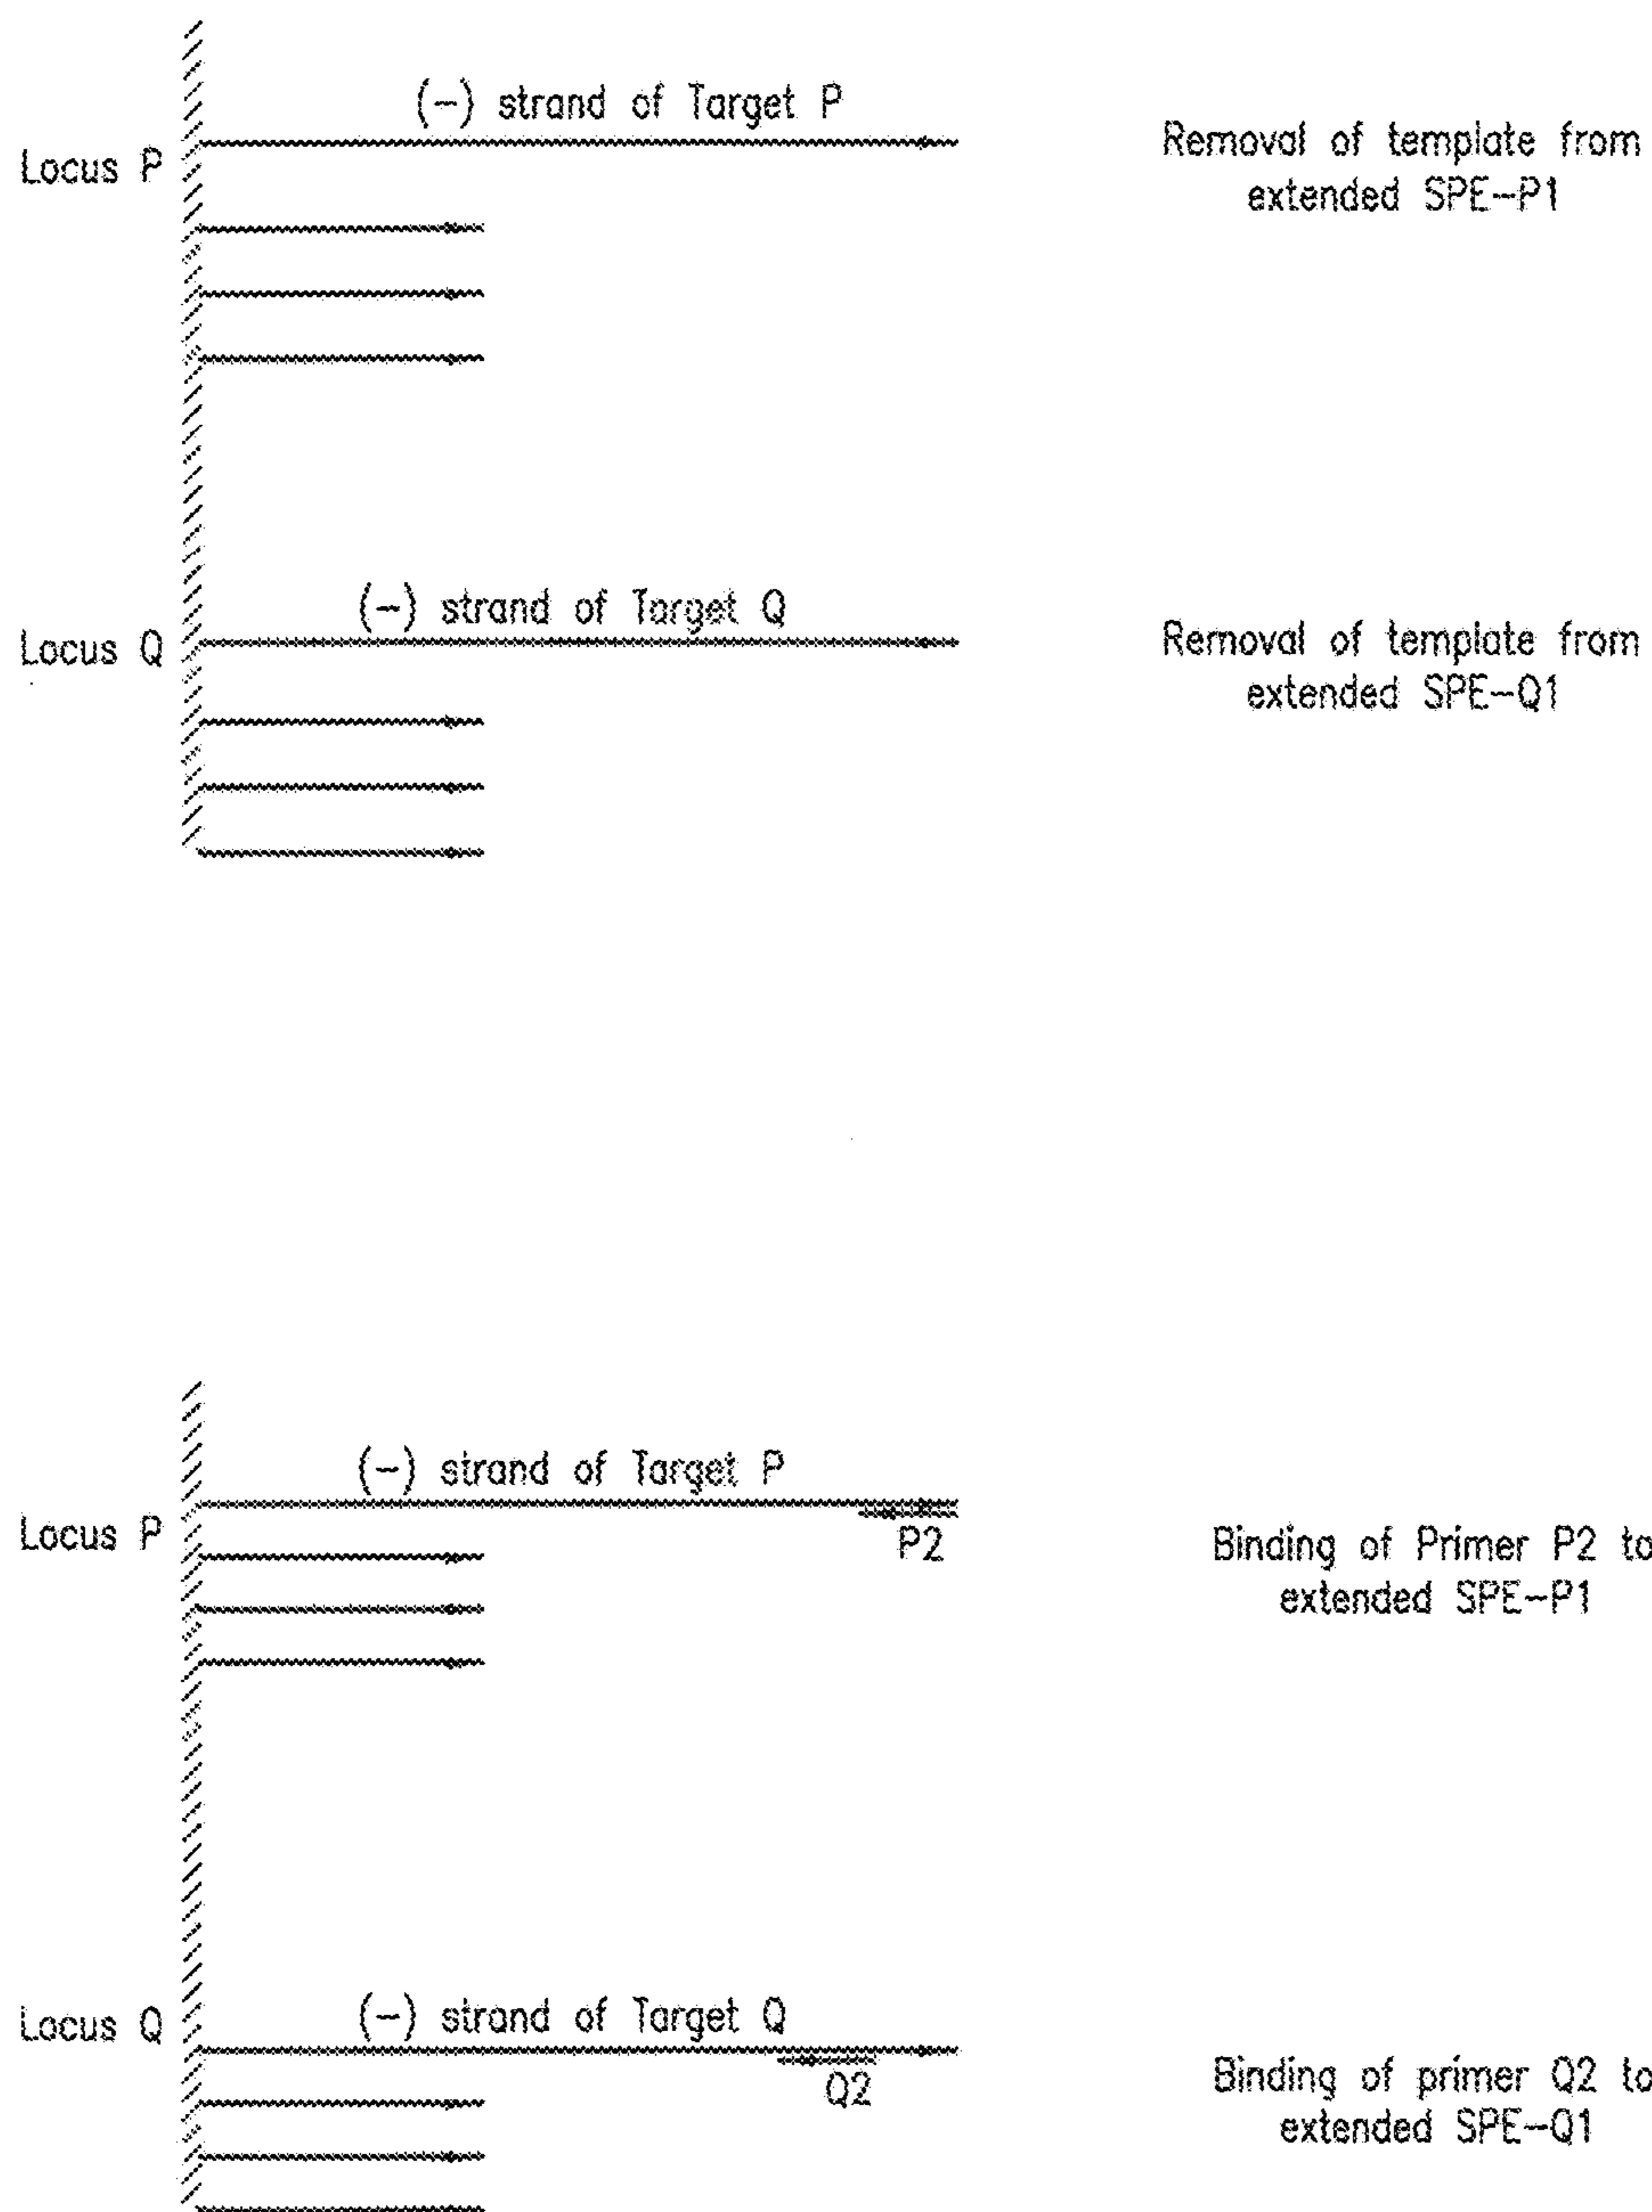 (−) strand of Target P
Locus P
Removal of template from
extended SPE−P1
(−) strand of Target Q
Locus Q
Removal of template from
extended SPE−Q1
(−) strand of Target P
Locus P
P2
Binding of Primer P2 to
extended SPE−P1
(−) strand of Target Q
Locus Q
Q2
Binding of primer Q2 to
extended SPE−Q1